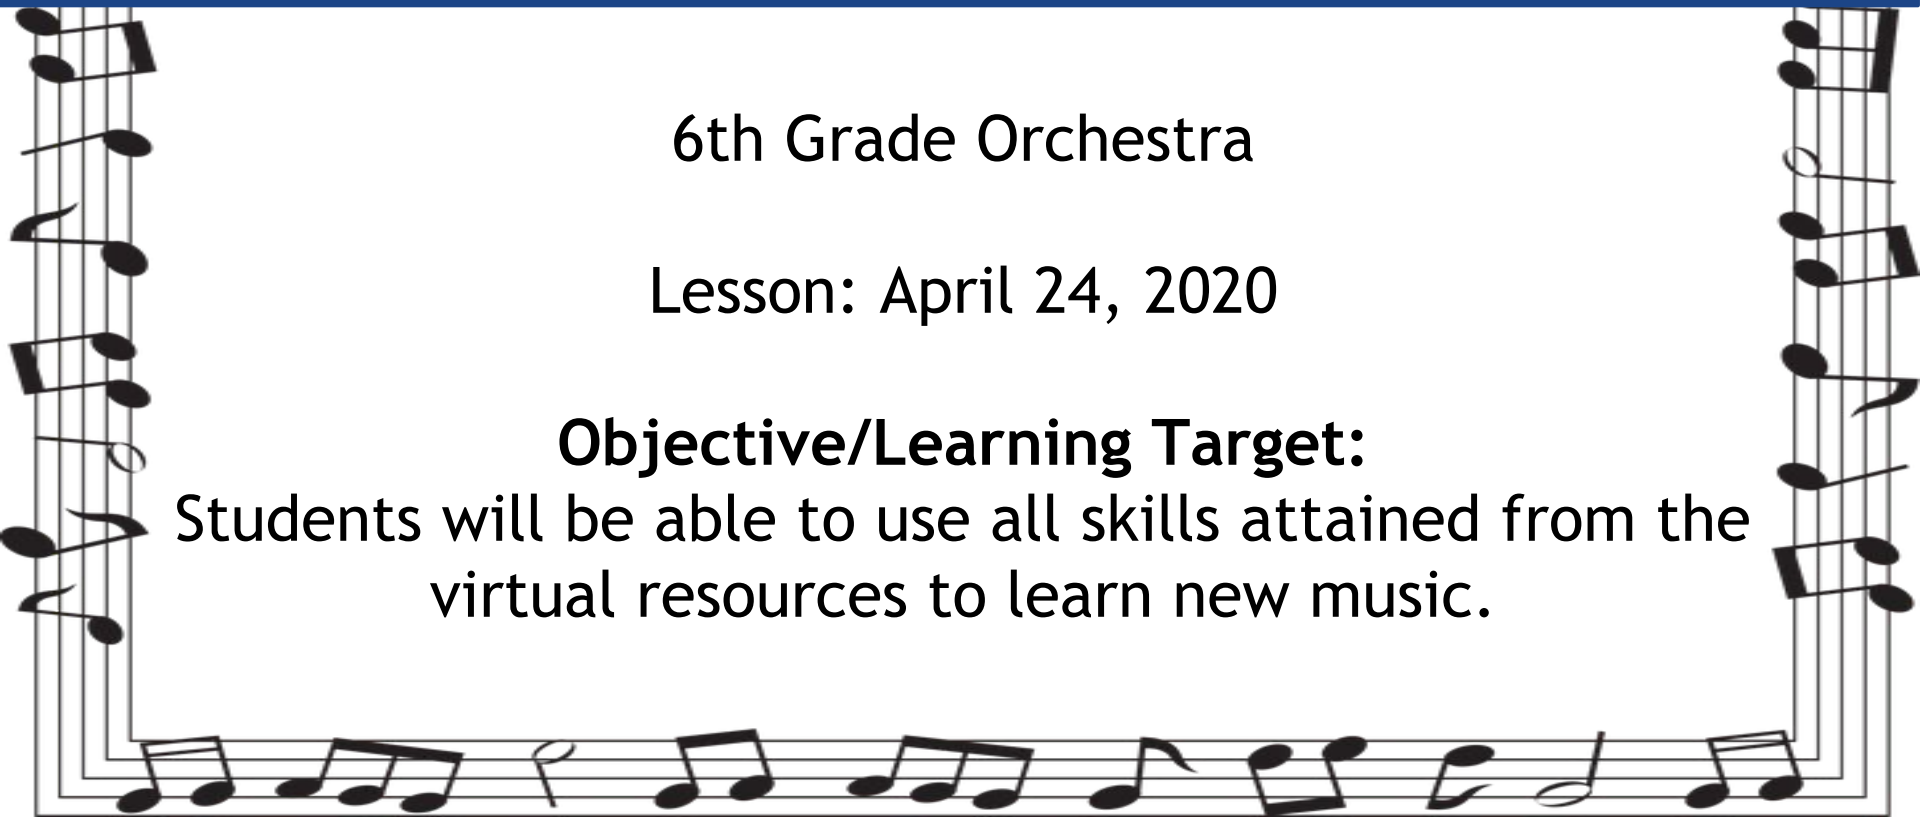 6th Grade Orchestra
Lesson: April 24, 2020
Objective/Learning Target:
Students will be able to use all skills attained from the
virtual resources to learn new music.